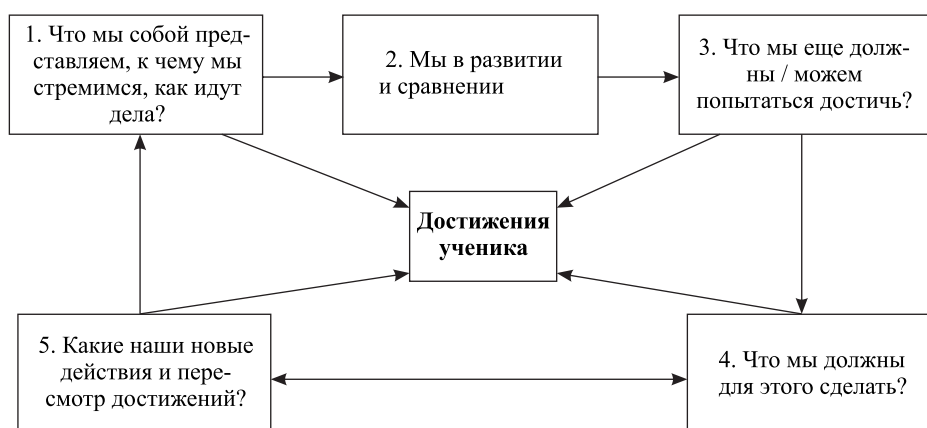 1. Что мы собой пред-
ставляем, к чему мы
стремимся, как идут
дела?
2. Мы в развитии
и сравнении
3. Что мы еще долж-
ны / можем
попытаться достичь?
Достижения
ученика
5. Какие наши новые
действия и пере-
смотр достижений?
4. Что мы должны
для этого сделать?